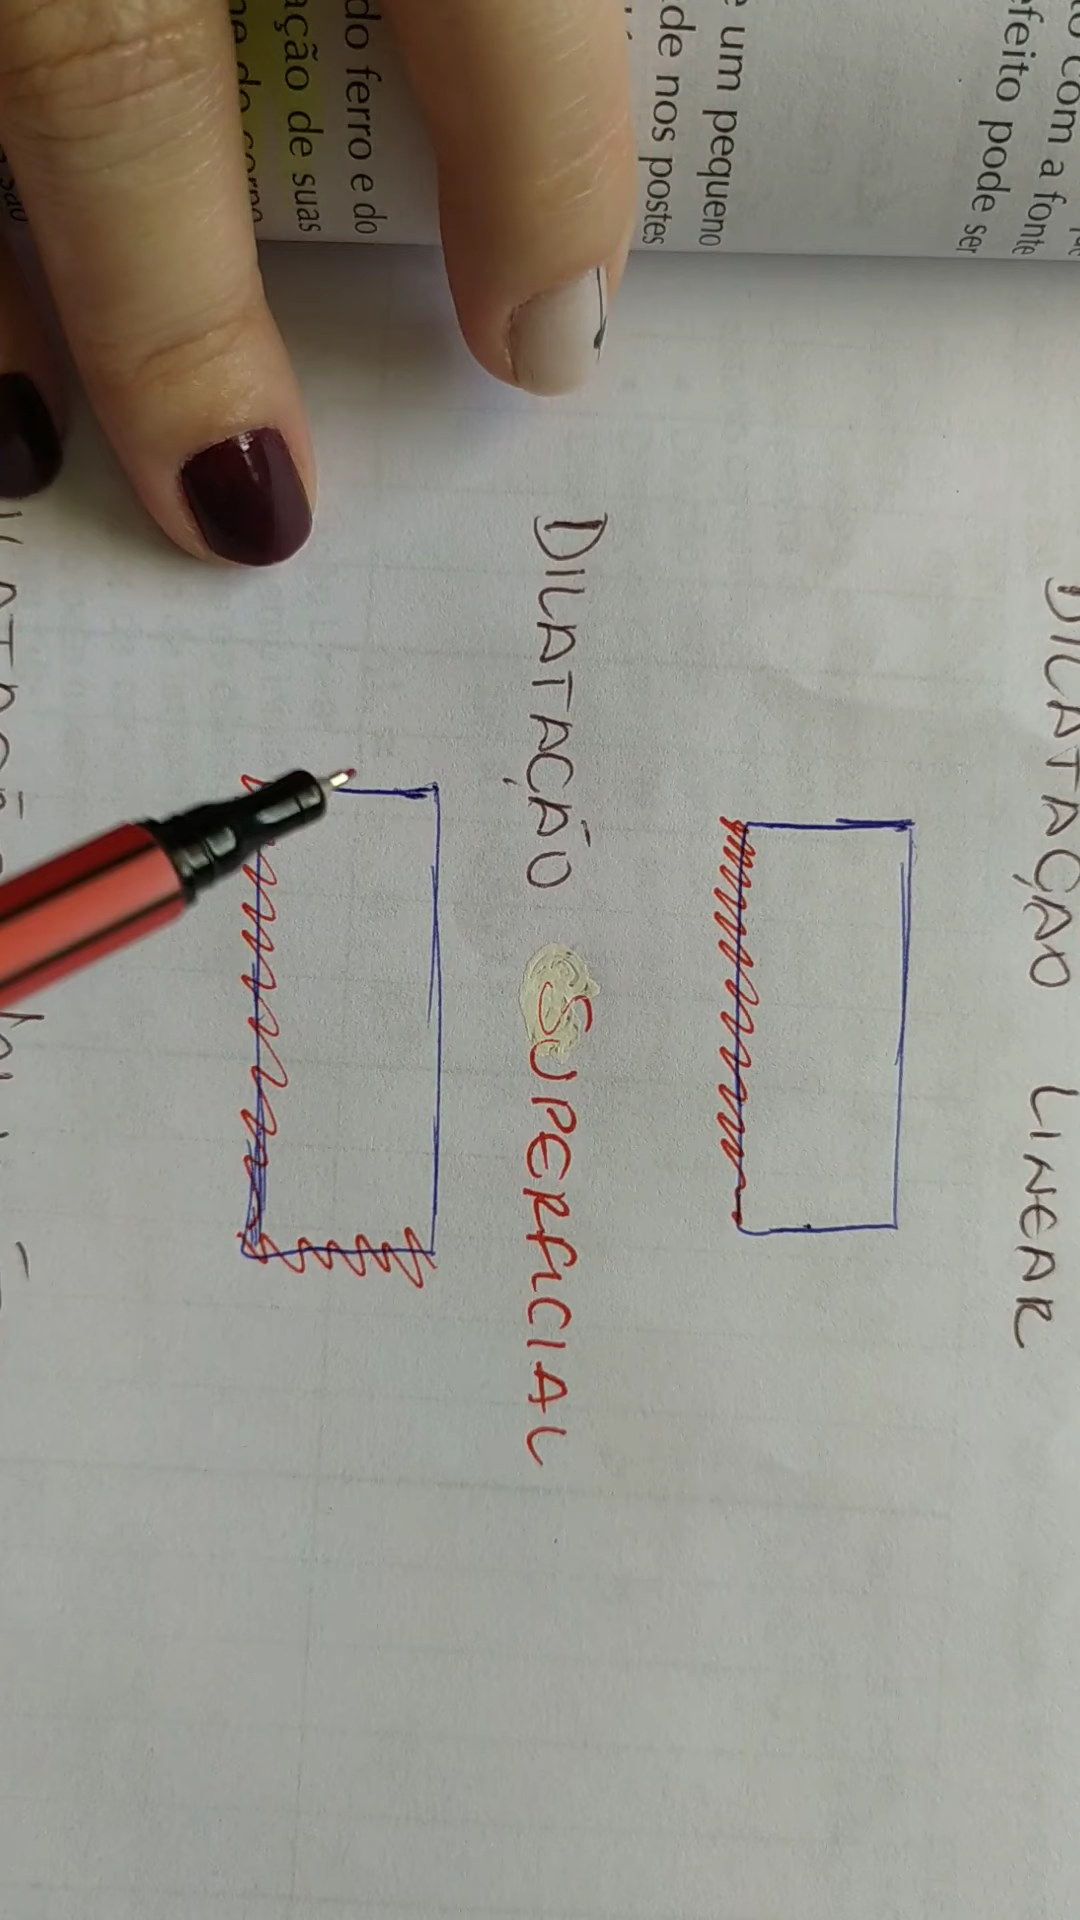 com a fonte
efeito pode ser
e um pequeno
de nos postes
do ferro e do
ação de suas
DILATAÇÃO LINEAR
DILATAÇÃO SUPERFICIAL